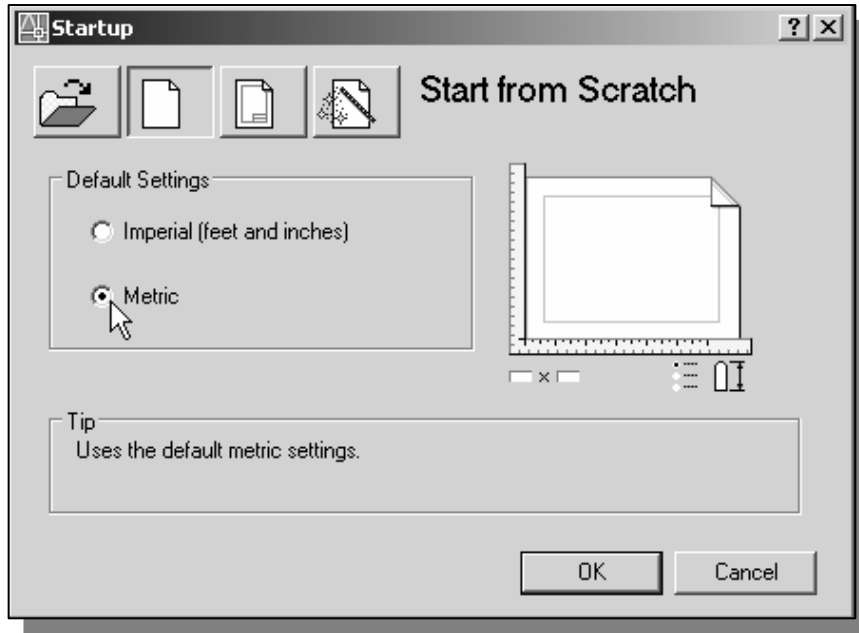 Startup
Start from Scratch
Default Settings
Imperial (feet and inches)
Metric
Tip
Uses the default metric settings.
OK
Cancel